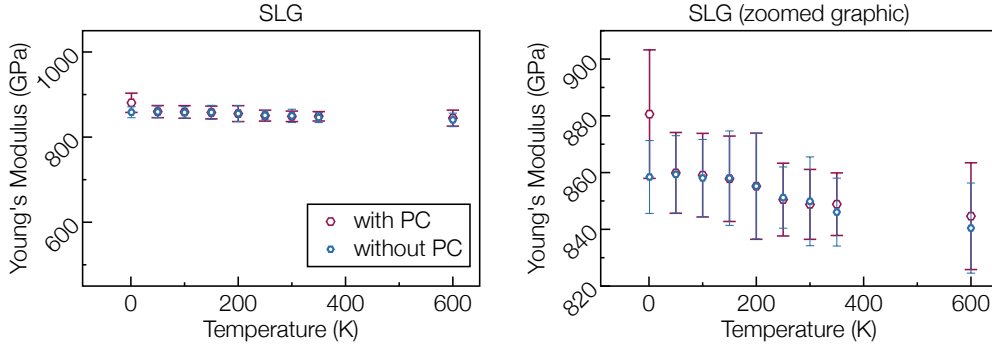 SLG
Young's Modulus (GPa)
1000
800
600
with PC
without PC
0
200
400
600
Temperature (K)
SLG (zoomed graphic)
Young's Modulus (GPa)
900
880
860
840
820
0
200
400
600
Temperature (K)